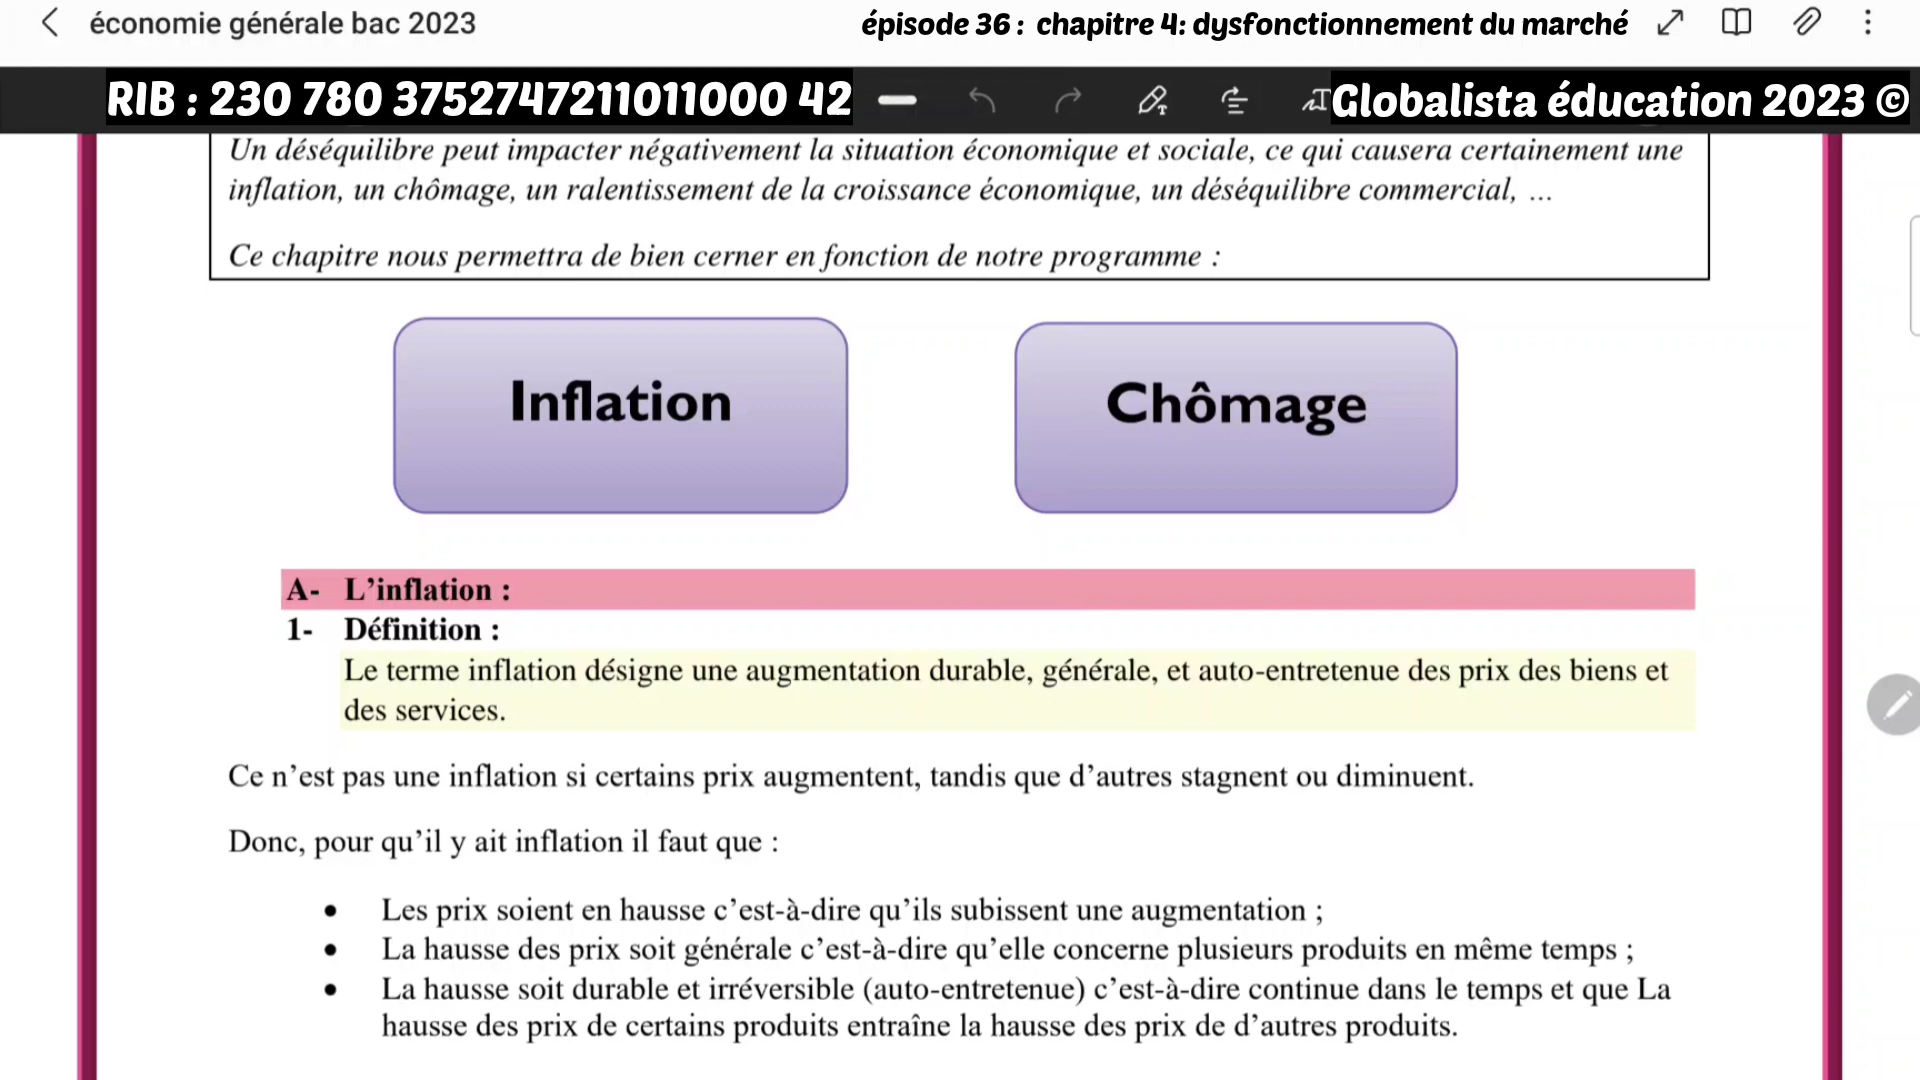 économie générale bac 2023
épisode 36 : chapitre 4: dysfonctionnement du marché
RIB : 230 780 3752747211011000 42
Globalista éducation 2023 ©
Un déséquilibre peut impacter négativement la situation économique et sociale, ce qui causera certainement une
inflation, un chômage, un ralentissement de la croissance économique, un déséquilibre commercial, ...
Ce chapitre nous permettra de bien cerner en fonction de notre programme :
Inflation
Chômage
A- L’inflation :
1- Définition :
Le terme inflation désigne une augmentation durable, générale, et auto-entretenue des prix des biens et
des services.
Ce n’est pas une inflation si certains prix augmentent, tandis que d’autres stagnent ou diminuent.
Donc, pour qu’il y ait inflation il faut que :
• Les prix soient en hausse c’est-à-dire qu’ils subissent une augmentation ;
• La hausse des prix soit générale c’est-à-dire qu’elle concerne plusieurs produits en même temps ;
• La hausse soit durable et irréversible (auto-entretenue) c’est-à-dire continue dans le temps et que La
hausse des prix de certains produits entraîne la hausse des prix de d’autres produits.